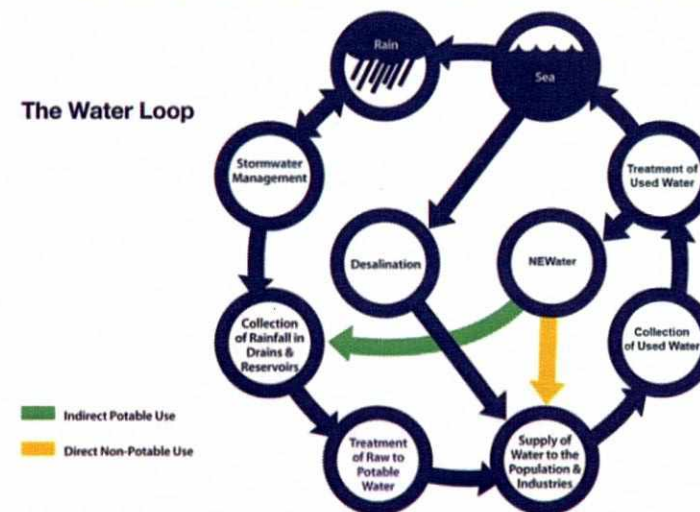 Rain
Sea
The Water Loop
Stormwater
Management
Treatment of
Used Water
Desalination
NEWater
Collection
of Rainfall in
Drains &
Reservoirs
Collection
of Used Water
Indirect Potable Use
Direct Non-Potable Use
Treatment
of Raw to
Potable
Water
Supply of
Water to the
Population &
Industries